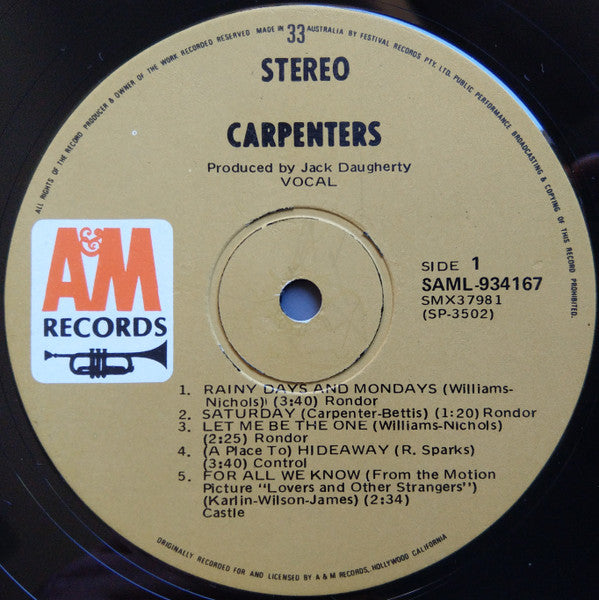 ALL RIGHTS OF THE RECORD PRODUCER & OWNER OF THE WORK RECORDED RESERVED MADE IN 33 AUSTRALIA BY FESTIVAL RECORDS PTY. LTD. PUBLIC PERFORMANCE BROADCASTING & COPYING OF THIS RECORD PROHIBITED.
STEREO
CARPENTERS
Produced by Jack Daugherty
VOCAL
A&M
RECORDS
SIDE 1
SAML-934167
SMX37981
(SP-3502)
1. RAINY DAYS AND MONDAYS (Williams-
Nichols) (3:40) Rondor
2. SATURDAY (Carpenter-Bettis) (1:20) Rondor
3. LET ME BE THE ONE (Williams-Nichols)
(2:25) Rondor
4. (A Place To) HIDEAWAY (R. Sparks)
(3:40) Control
5. FOR ALL WE KNOW (From the Motion
Picture "Lovers and Other Strangers")
(Karlin-Wilson-James) (2:34)
Castle
ORIGINALLY RECORDED FOR AND LICENSED BY A & M RECORDS, HOLLYWOOD CALIFORNIA